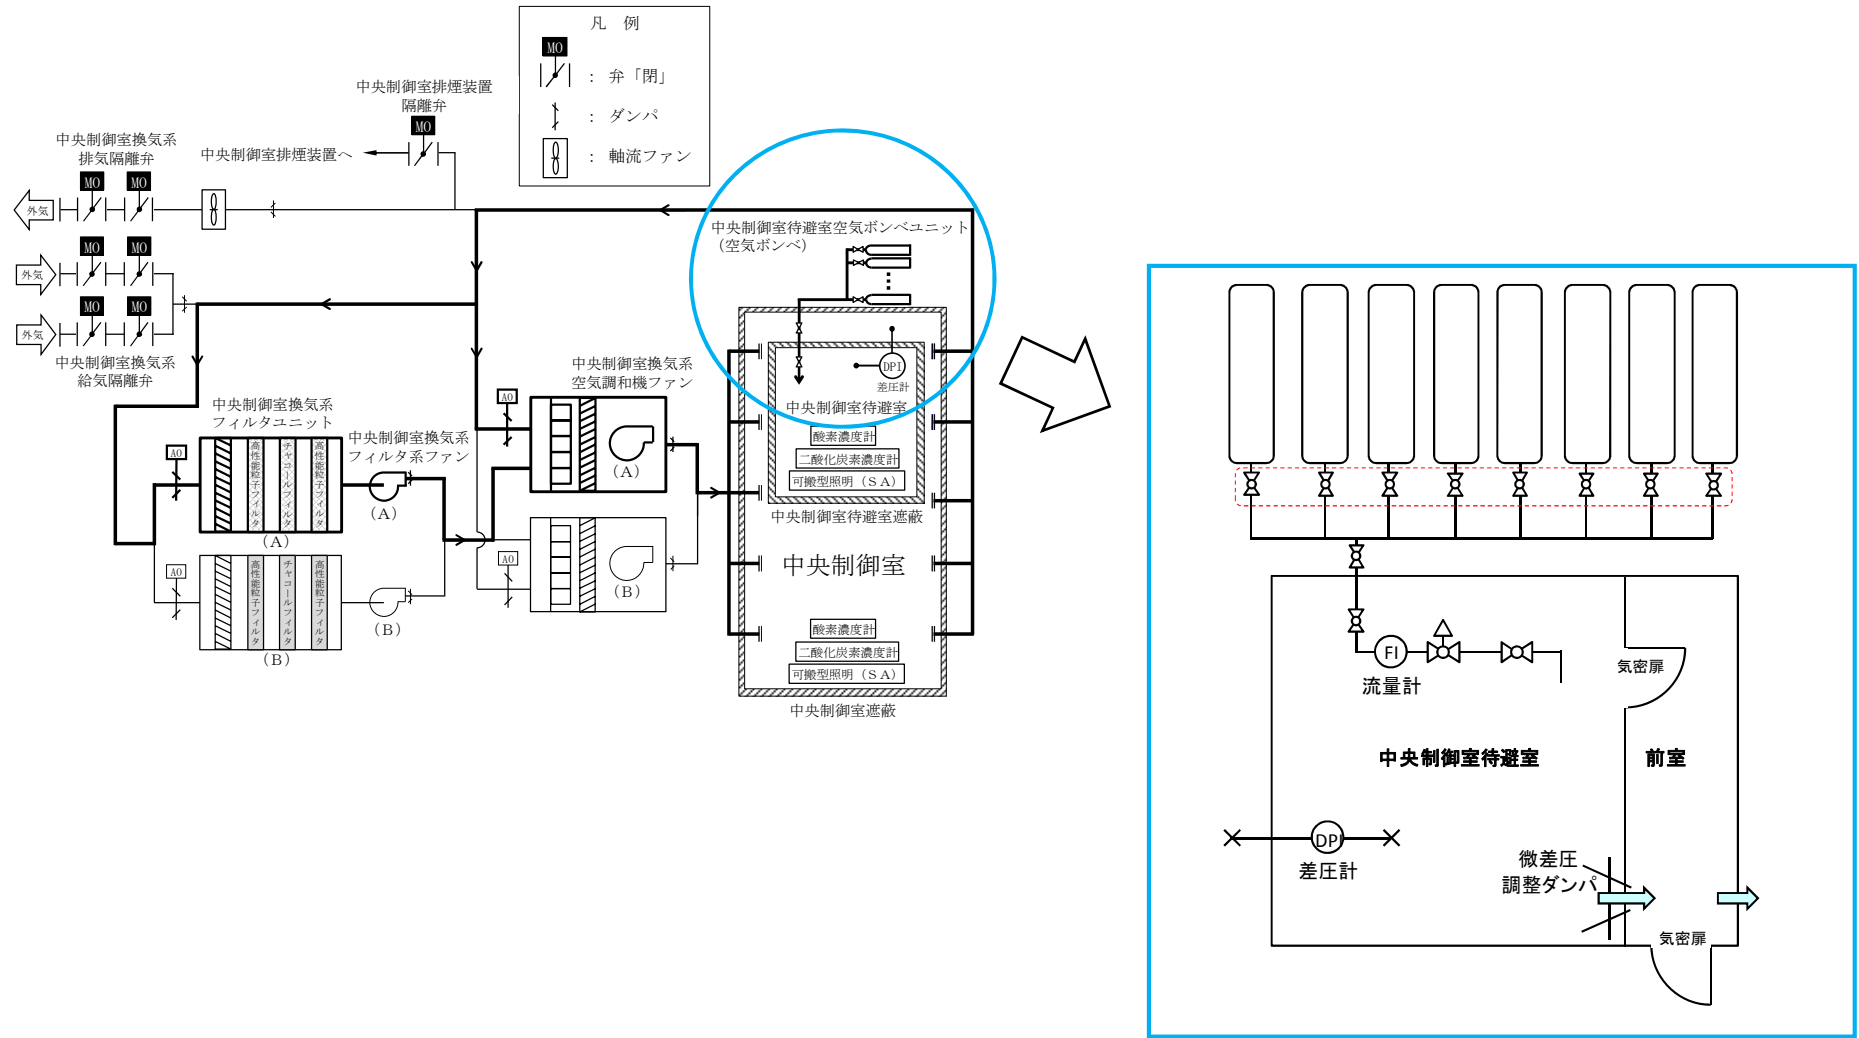 凡 例
MO
: 弁「閉」
: ダンパ
: 軸流ファン
中央制御室排煙装置
隔離弁
MO
中央制御室排煙装置へ
中央制御室換気系
排気隔離弁
MO
MO
外気
MO
MO
外気
MO
MO
外気
中央制御室換気系
給気隔離弁
中央制御室換気系
フィルタユニット
AO
高性能粒子フィルタ
チャコールフィルタ
高性能粒子フィルタ
(A)
中央制御室換気系
フィルタ系ファン
(A)
AO
高性能粒子フィルタ
チャコールフィルタ
高性能粒子フィルタ
(B)
(B)
中央制御室換気系
空気調和機ファン
AO
(A)
AO
(B)
中央制御室待避室空気ボンベユニット
(空気ボンベ)
DPI
差圧計
中央制御室待避室
酸素濃度計
二酸化炭素濃度計
可搬型照明(SA)
中央制御室待避室遮蔽
中央制御室
酸素濃度計
二酸化炭素濃度計
可搬型照明(SA)
中央制御室遮蔽
FI
流量計
気密扉
中央制御室待避室
前室
DPI
差圧計
微差圧
調整ダンパ
気密扉